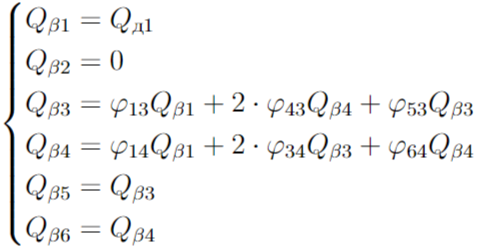 Qβ1 = Qд1
Qβ2 = 0
Qβ3 = φ13Qβ1 + 2 · φ43Qβ4 + φ53Qβ3
Qβ4 = φ14Qβ1 + 2 · φ34Qβ3 + φ64Qβ4
Qβ5 = Qβ3
Qβ6 = Qβ4